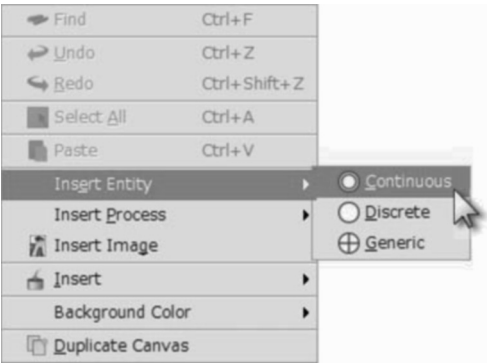 Find Ctrl+F
Undo Ctrl+Z
Redo Ctrl+Shift+Z
Select All Ctrl+A
Paste Ctrl+V
Insert Entity
Continuous
Discrete
Generic
Insert Process
Insert Image
Insert
Background Color
Duplicate Canvas